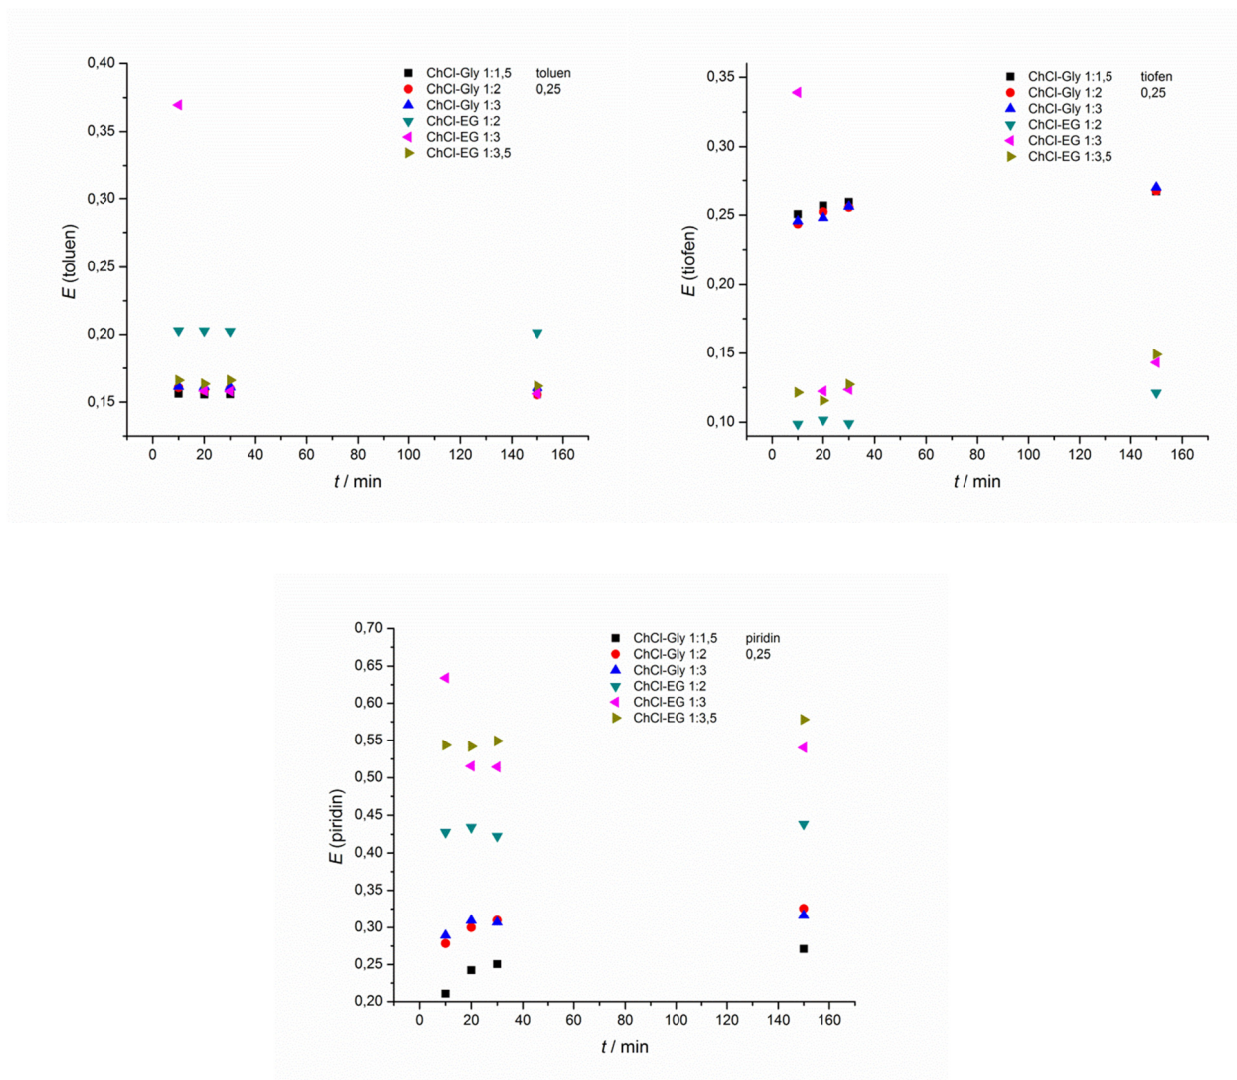 0,40
0,35
0,30
0,25
0,20
0,15
E (toluen)
ChCl-Gly 1:1,5 toluen
ChCl-Gly 1:2 0,25
ChCl-Gly 1:3
ChCl-EG 1:2
ChCl-EG 1:3
ChCl-EG 1:3,5
0 20 40 60 80 100 120 140 160
t / min
0,35
0,30
0,25
0,20
0,15
0,10
E (tiofen)
ChCl-Gly 1:1,5 tiofen
ChCl-Gly 1:2 0,25
ChCl-Gly 1:3
ChCl-EG 1:2
ChCl-EG 1:3
ChCl-EG 1:3,5
0 20 40 60 80 100 120 140 160
t / min
0,70
0,65
0,60
0,55
0,50
0,45
0,40
0,35
0,30
0,25
0,20
E (piridin)
ChCl-Gly 1:1,5 piridin
ChCl-Gly 1:2 0,25
ChCl-Gly 1:3
ChCl-EG 1:2
ChCl-EG 1:3
ChCl-EG 1:3,5
0 20 40 60 80 100 120 140 160
t / min